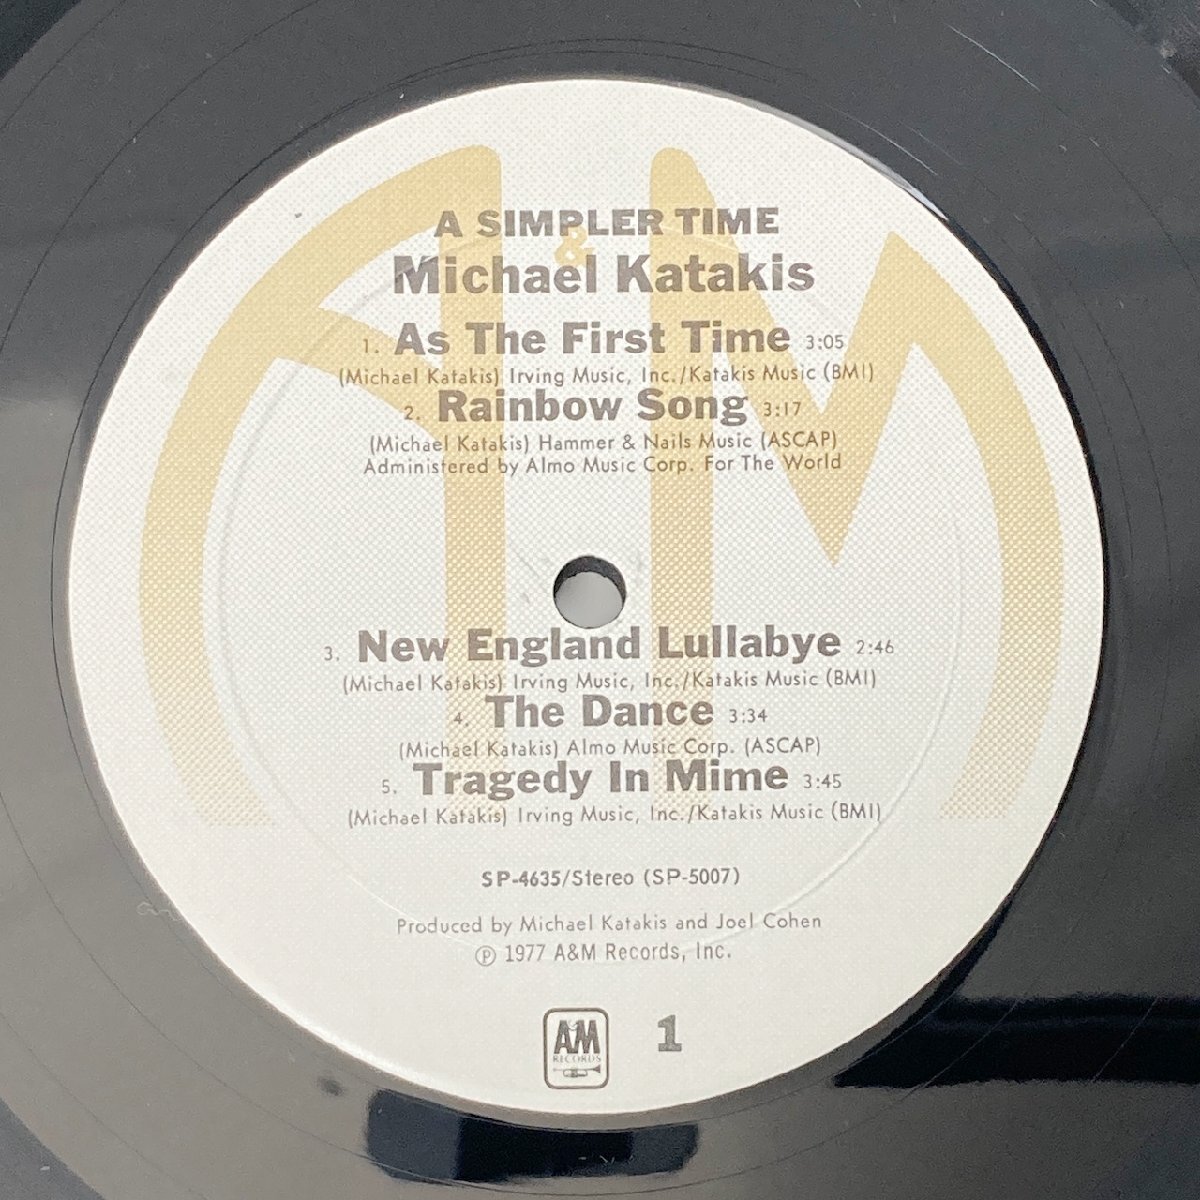 A SIMPLER TIME
&
Michael Katakis
1. As The First Time 3:05
(Michael Katakis) Irving Music, Inc./Katakis Music (BMI)
2. Rainbow Song 3:17
(Michael Katakis) Hammer & Nails Music (ASCAP)
Administered by Almo Music Corp. For The World
3. New England Lullabye 2:46
(Michael Katakis) Irving Music, Inc./Katakis Music (BMI)
4. The Dance 3:34
(Michael Katakis) Almo Music Corp. (ASCAP)
5. Tragedy In Mime 3:45
(Michael Katakis) Irving Music, Inc./Katakis Music (BMI)
SP-4635/Stereo (SP-5007)
Produced by Michael Katakis and Joel Cohen
℗ 1977 A&M Records, Inc.
A&M 1
RECORDS